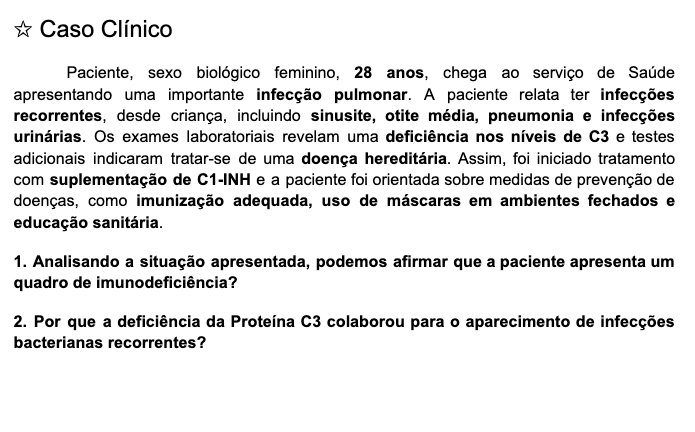 ☆ Caso Clínico
Paciente, sexo biológico feminino, 28 anos, chega ao serviço de Saúde
apresentando uma importante infecção pulmonar. A paciente relata ter infecções
recorrentes, desde criança, incluindo sinusite, otite média, pneumonia e infecções
urinárias. Os exames laboratoriais revelam uma deficiência nos níveis de C3 e testes
adicionais indicaram tratar-se de uma doença hereditária. Assim, foi iniciado tratamento
com suplementação de C1-INH e a paciente foi orientada sobre medidas de prevenção de
doenças, como imunização adequada, uso de máscaras em ambientes fechados e
educação sanitária.
1. Analisando a situação apresentada, podemos afirmar que a paciente apresenta um
quadro de imunodeficiência?
2. Por que a deficiência da Proteína C3 colaborou para o aparecimento de infecções
bacterianas recorrentes?